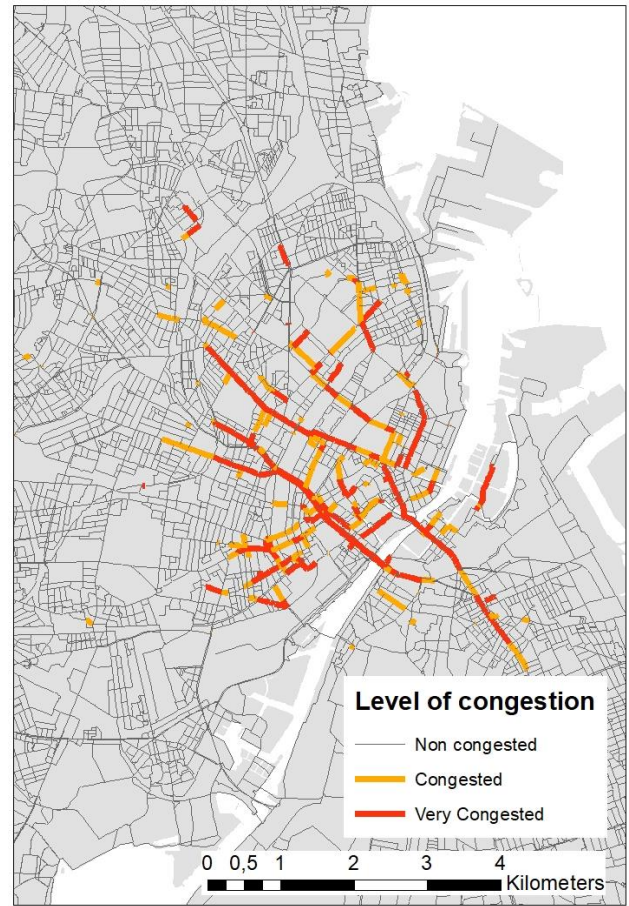 Level of congestion
Non congested
Congested
Very Congested
0 0,5 1 2 3 4
Kilometers